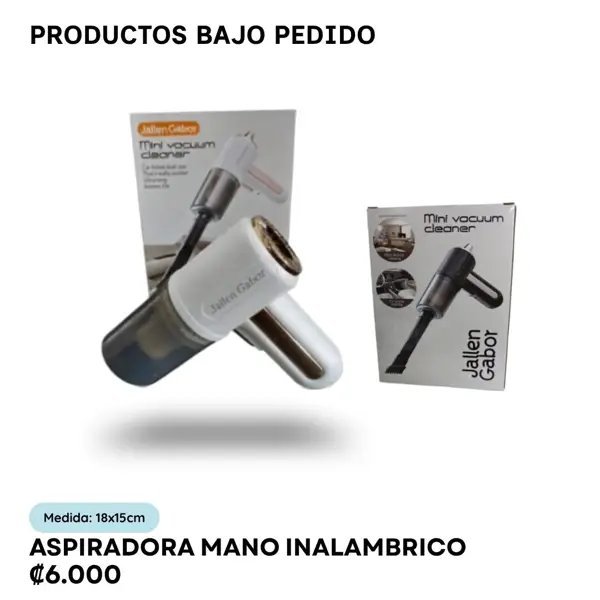 PRODUCTOS BAJO PEDIDO
Jallen Gabor
mini vacuum
cleaner
Jallen Gabor
mini vacuum
cleaner
Jallen
Gabor
Medida: 18x15cm
ASPIRADORA MANO INALAMBRICO
₡6.000